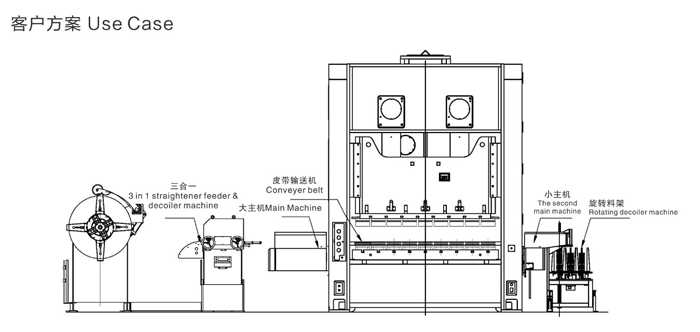 客户方案 Use Case
三合一
3 in 1 straightener feeder &
decoiler machine
皮带输送机
Conveyer belt
大主机Main Machine
小主机
The second
main machine
旋转料架
Rotating decoiler machine